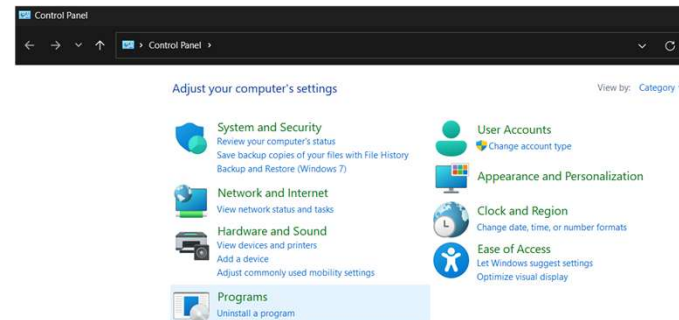 Control Panel
Control Panel
Adjust your computer's settings
View by: Category
System and Security
Review your computer's status
Save backup copies of your files with File History
Backup and Restore (Windows 7)
Network and Internet
View network status and tasks
Hardware and Sound
View devices and printers
Add a device
Adjust commonly used mobility settings
Programs
Uninstall a program
User Accounts
Change account type
Appearance and Personalization
Clock and Region
Change date, time, or number formats
Ease of Access
Let Windows suggest settings
Optimize visual display